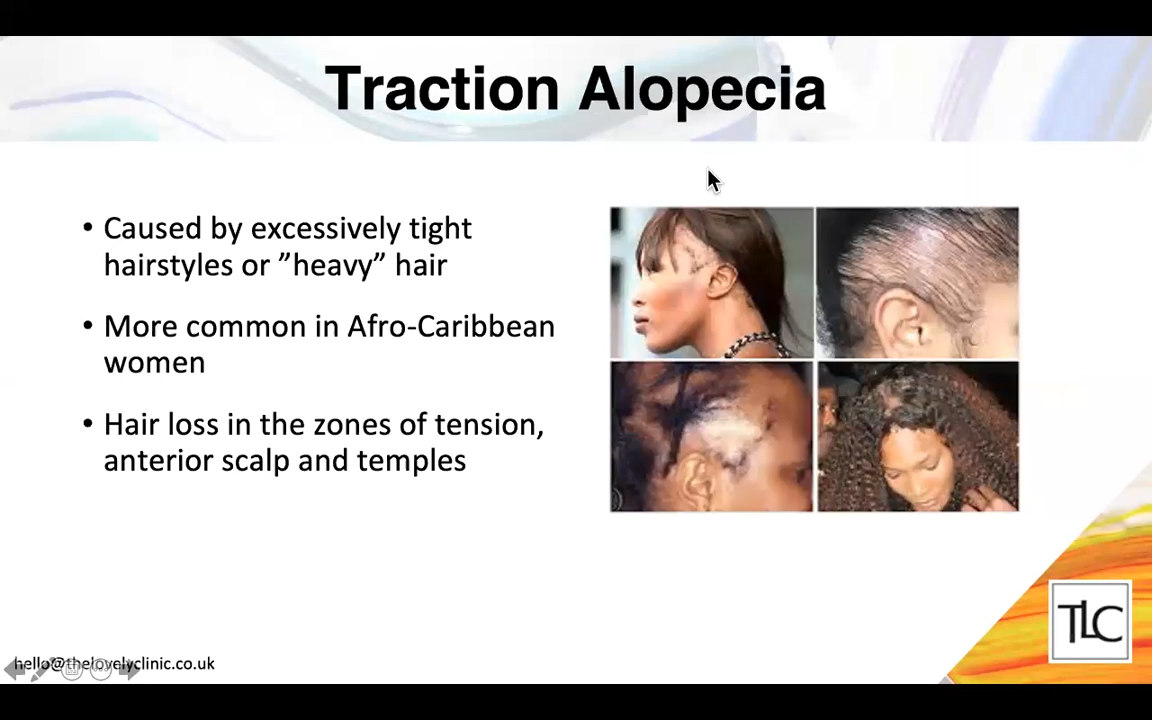 Traction Alopecia
• Caused by excessively tight
hairstyles or ”heavy” hair
• More common in Afro-Caribbean
women
• Hair loss in the zones of tension,
anterior scalp and temples
TLC
hello@thelovelyclinic.co.uk